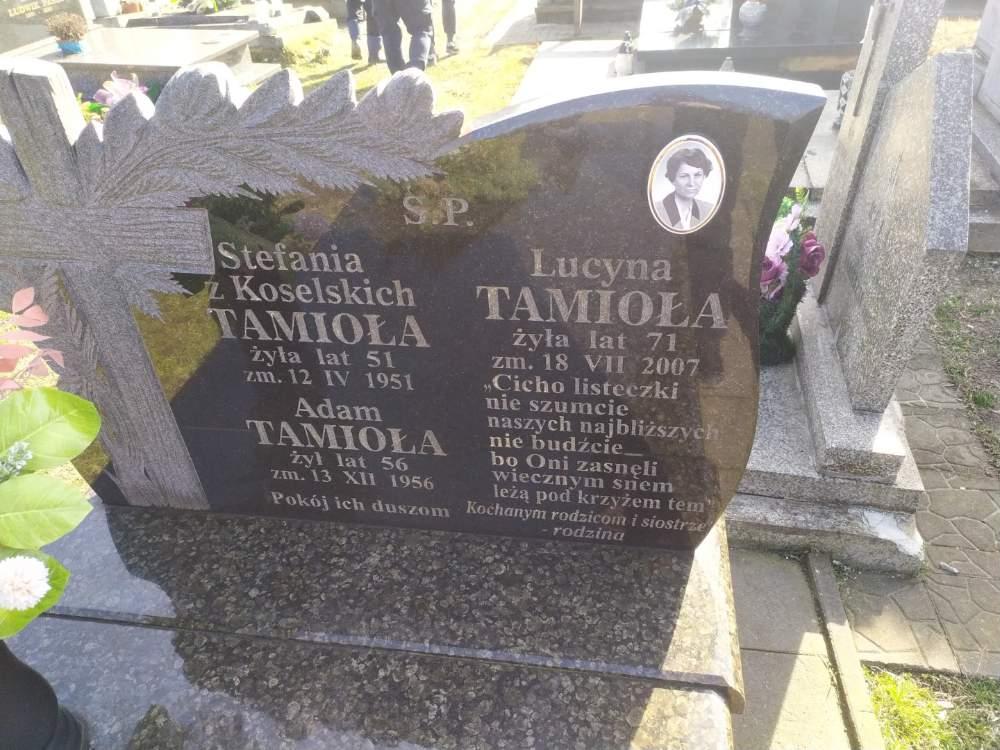 Ś.P.
Stefania
z Koselskich
TAMIOŁA
żyła lat 51
zm. 12 IV 1951
Adam
TAMIOŁA
żył lat 56
zm. 13 XII 1956
Pokój ich duszom
Lucyna
TAMIOŁA
żyła lat 71
zm. 18 VII 2007
„Cicho listeczki
nie szumcie
naszych najbliższych
nie budźcie_
bo Oni zasnęli
wiecznym snem
leżą pod krzyżem tem"
Kochanym rodzicom i siostrze
- rodzina